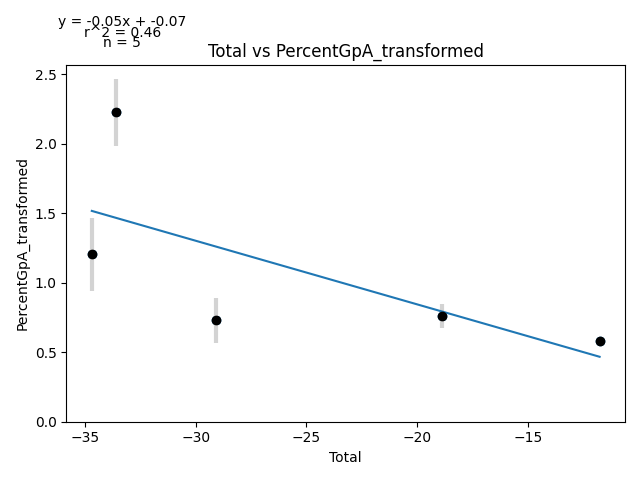 y = -0.05x + -0.07
r^2 = 0.46
n = 5
Total vs PercentGpA_transformed
2.5
2.0
1.5
1.0
0.5
0.0
PercentGpA_transformed
−35 −30 −25 −20 −15
Total